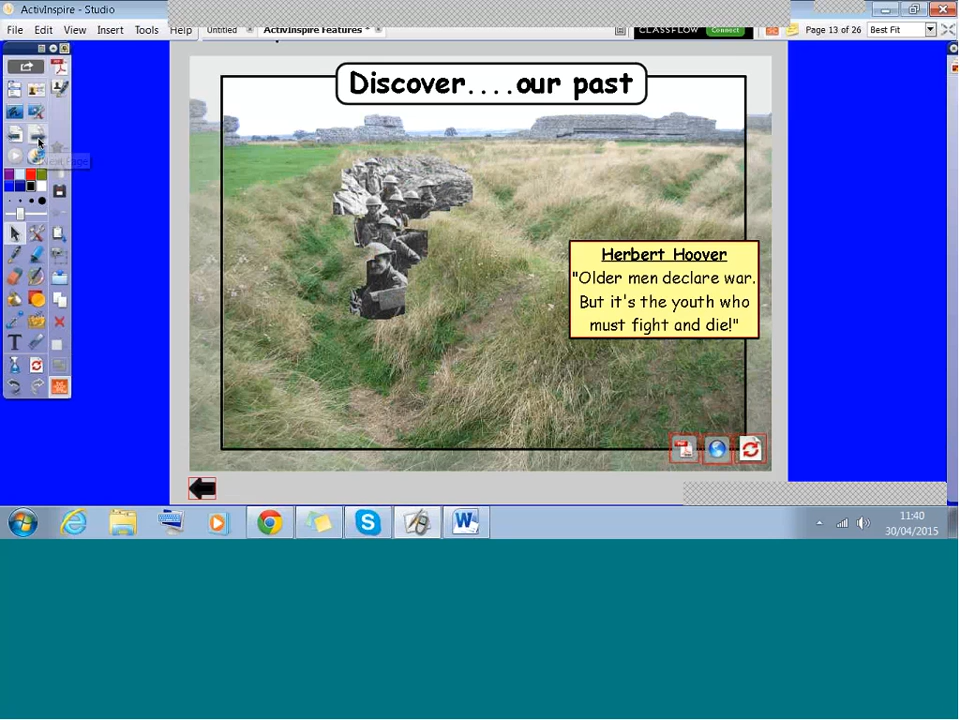 ActivInspire - Studio
File Edit View Insert Tools Help
Untitled
ActivInspire Features *
CLASSFLOW Connect
Page 13 of 26
Best Fit
Next Page
Discover....our past
Herbert Hoover
"Older men declare war.
But it's the youth who
must fight and die!"
11:40
30/04/2015